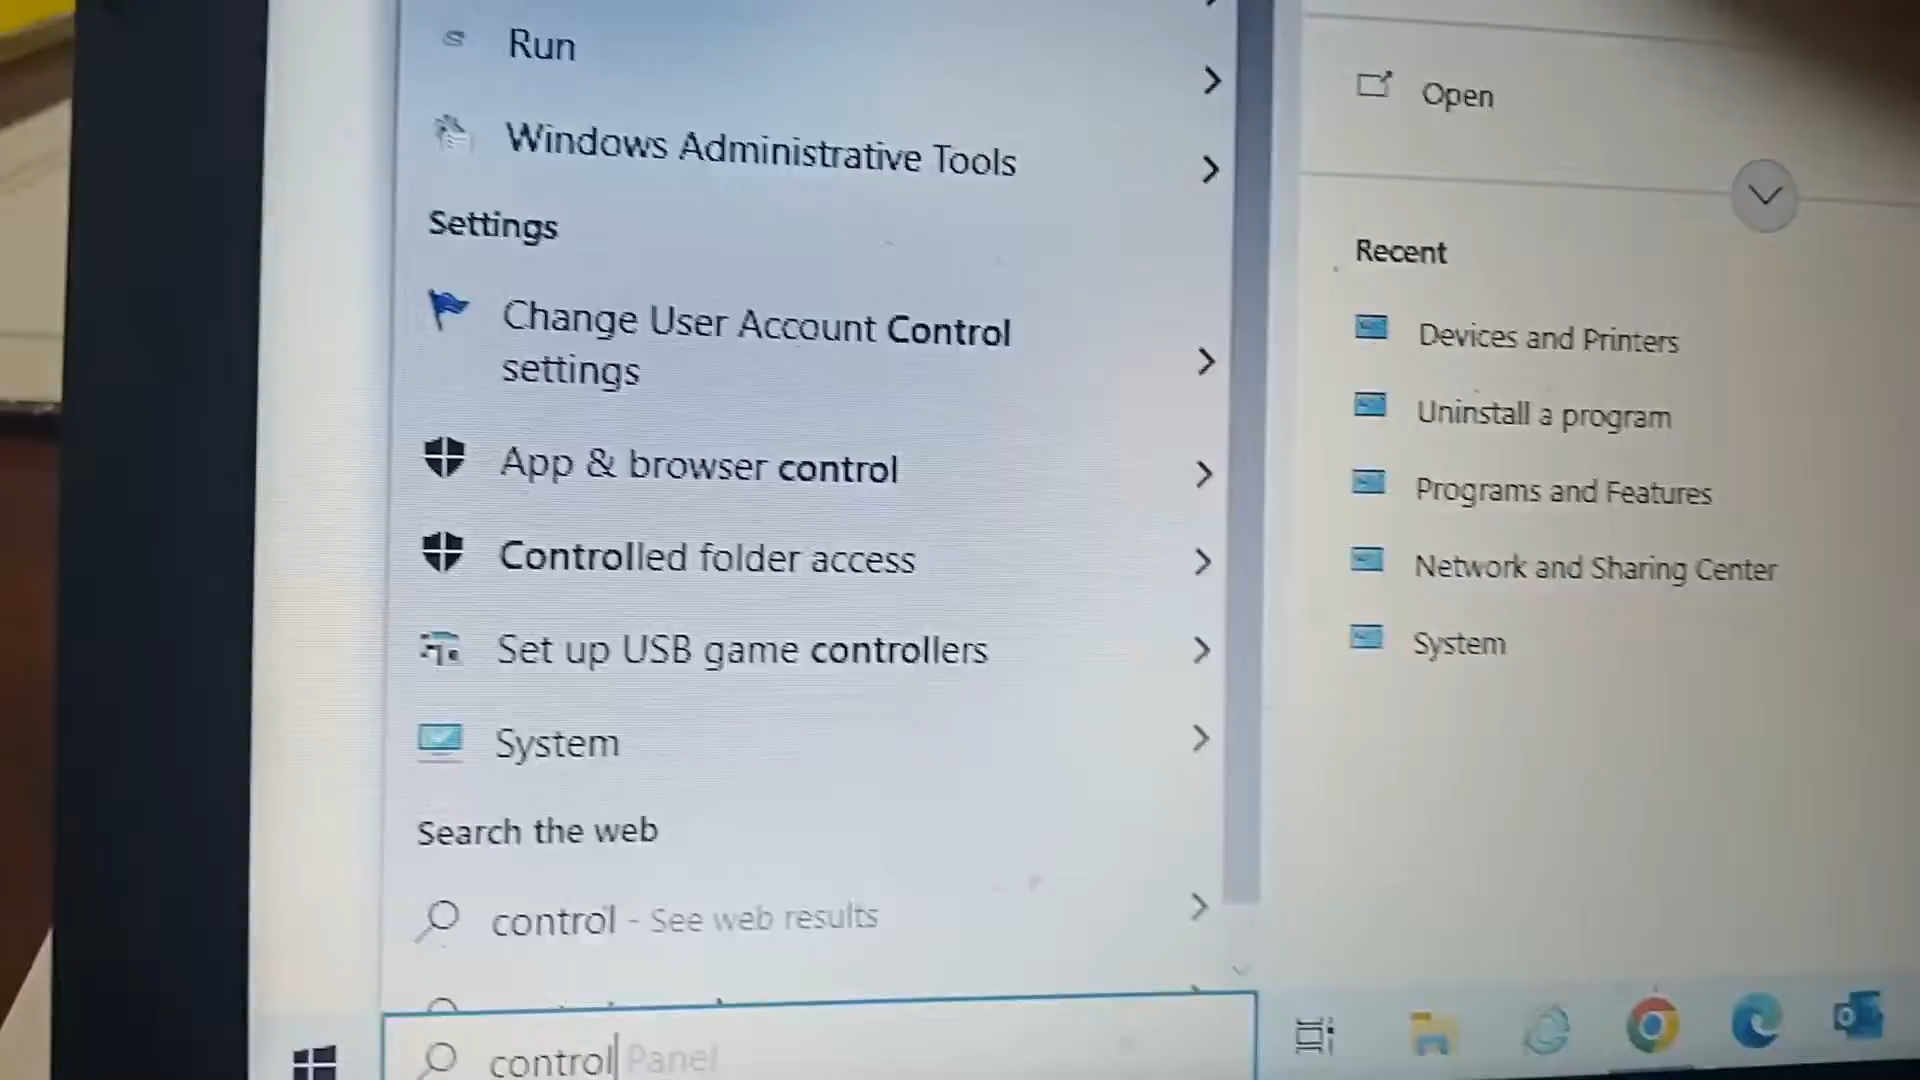 Run
Windows Administrative Tools
Settings
Change User Account Control
settings
App & browser control
Controlled folder access
Set up USB game controllers
System
Search the web
control - See web results
control Panel
Open
Recent
Devices and Printers
Uninstall a program
Programs and Features
Network and Sharing Center
System